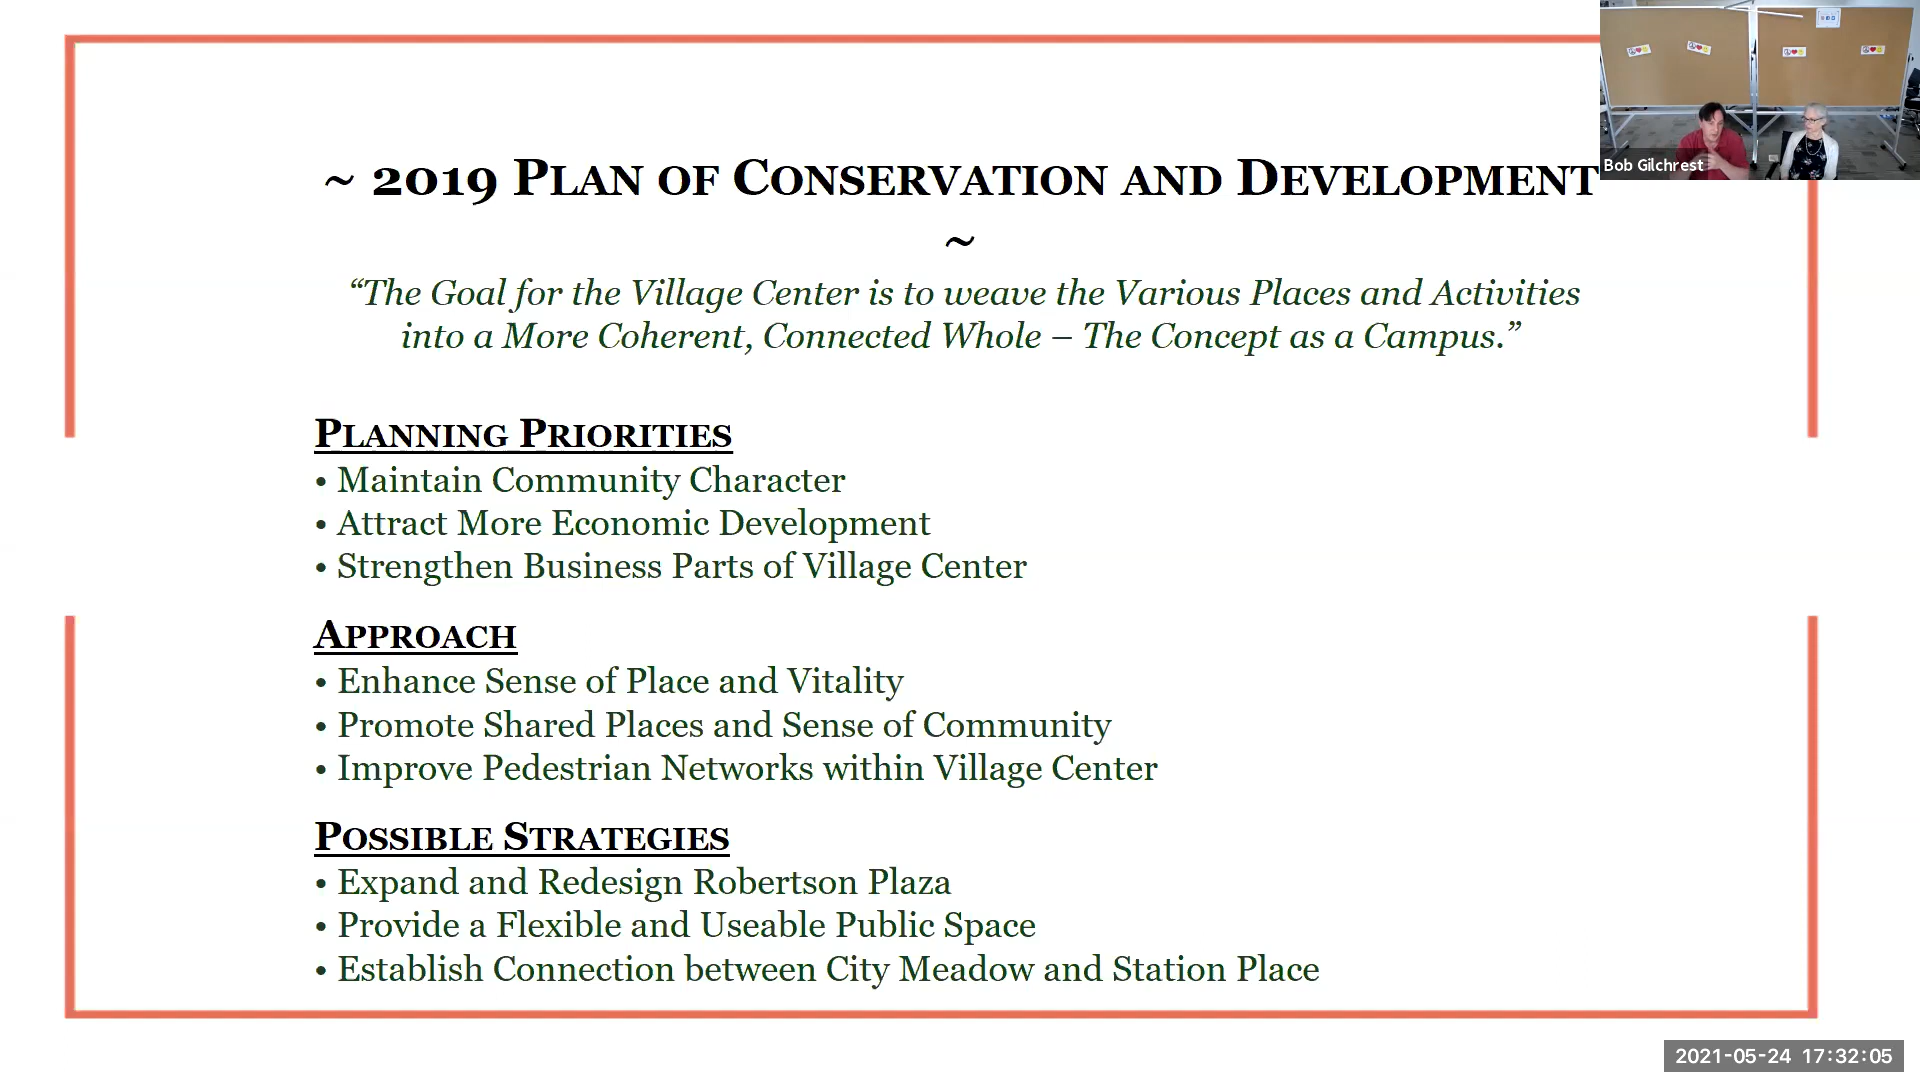 ~ 2019 Plan of Conservation and Development
~
“The Goal for the Village Center is to weave the Various Places and Activities
into a More Coherent, Connected Whole – The Concept as a Campus.”
Planning Priorities
• Maintain Community Character
• Attract More Economic Development
• Strengthen Business Parts of Village Center
Approach
• Enhance Sense of Place and Vitality
• Promote Shared Places and Sense of Community
• Improve Pedestrian Networks within Village Center
Possible Strategies
• Expand and Redesign Robertson Plaza
• Provide a Flexible and Useable Public Space
• Establish Connection between City Meadow and Station Place
Bob Gilchrest
2021-05-24 17:32:05